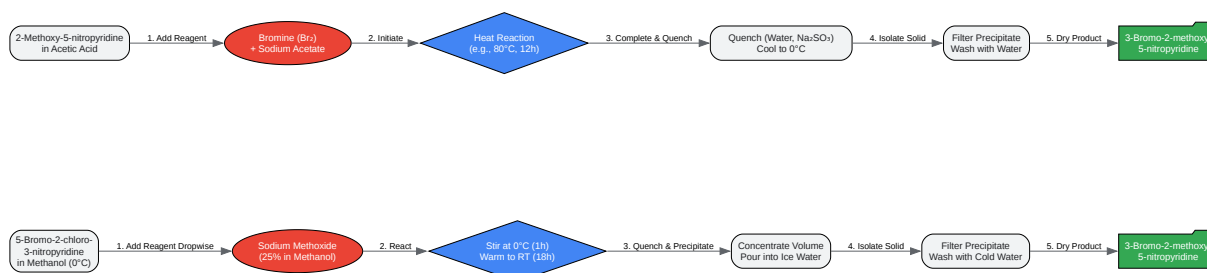 2-Methoxy-5-nitropyridine
in Acetic Acid
1. Add Reagent
Bromine (Br₂)
+ Sodium Acetate
2. Initiate
Heat Reaction
(e.g., 80°C, 12h)
3. Complete & Quench
Quench (Water, Na₂SO₃)
Cool to 0°C
4. Isolate Solid
Filter Precipitate
Wash with Water
5. Dry Product
3-Bromo-2-methoxy
5-nitropyridine
5-Bromo-2-chloro-
3-nitropyridine
in Methanol (0°C)
1. Add Reagent Dropwise
Sodium Methoxide
(25% in Methanol)
2. React
Stir at 0°C (1h)
Warm to RT (18h)
3. Quench & Precipitate
Concentrate Volume
Pour into Ice Water
4. Isolate Solid
Filter Precipitate
Wash with Cold Water
5. Dry Product
3-Bromo-2-methoxy
5-nitropyridine